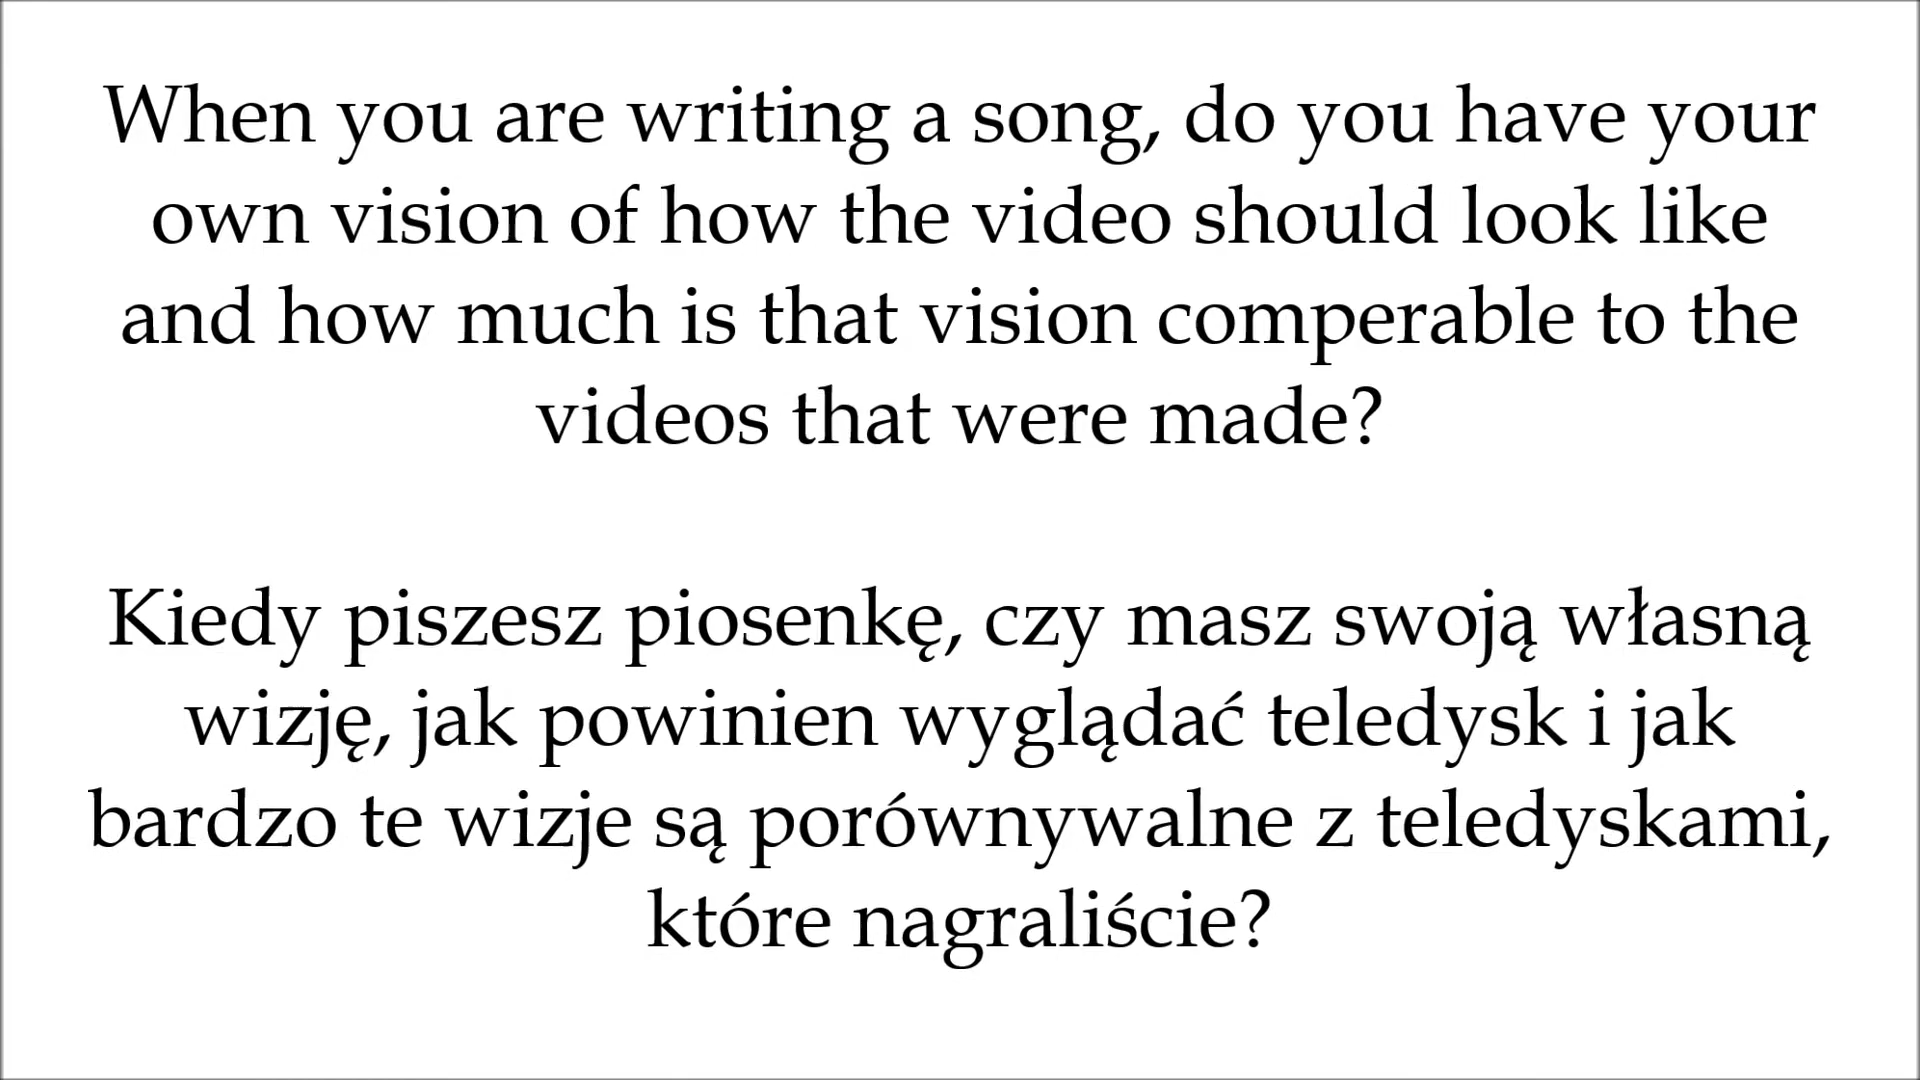 When you are writing a song, do you have your
own vision of how the video should look like
and how much is that vision comperable to the
videos that were made?
Kiedy piszesz piosenkę, czy masz swoją własną
wizję, jak powinien wyglądać teledysk i jak
bardzo te wizje są porównywalne z teledyskami,
które nagraliście?